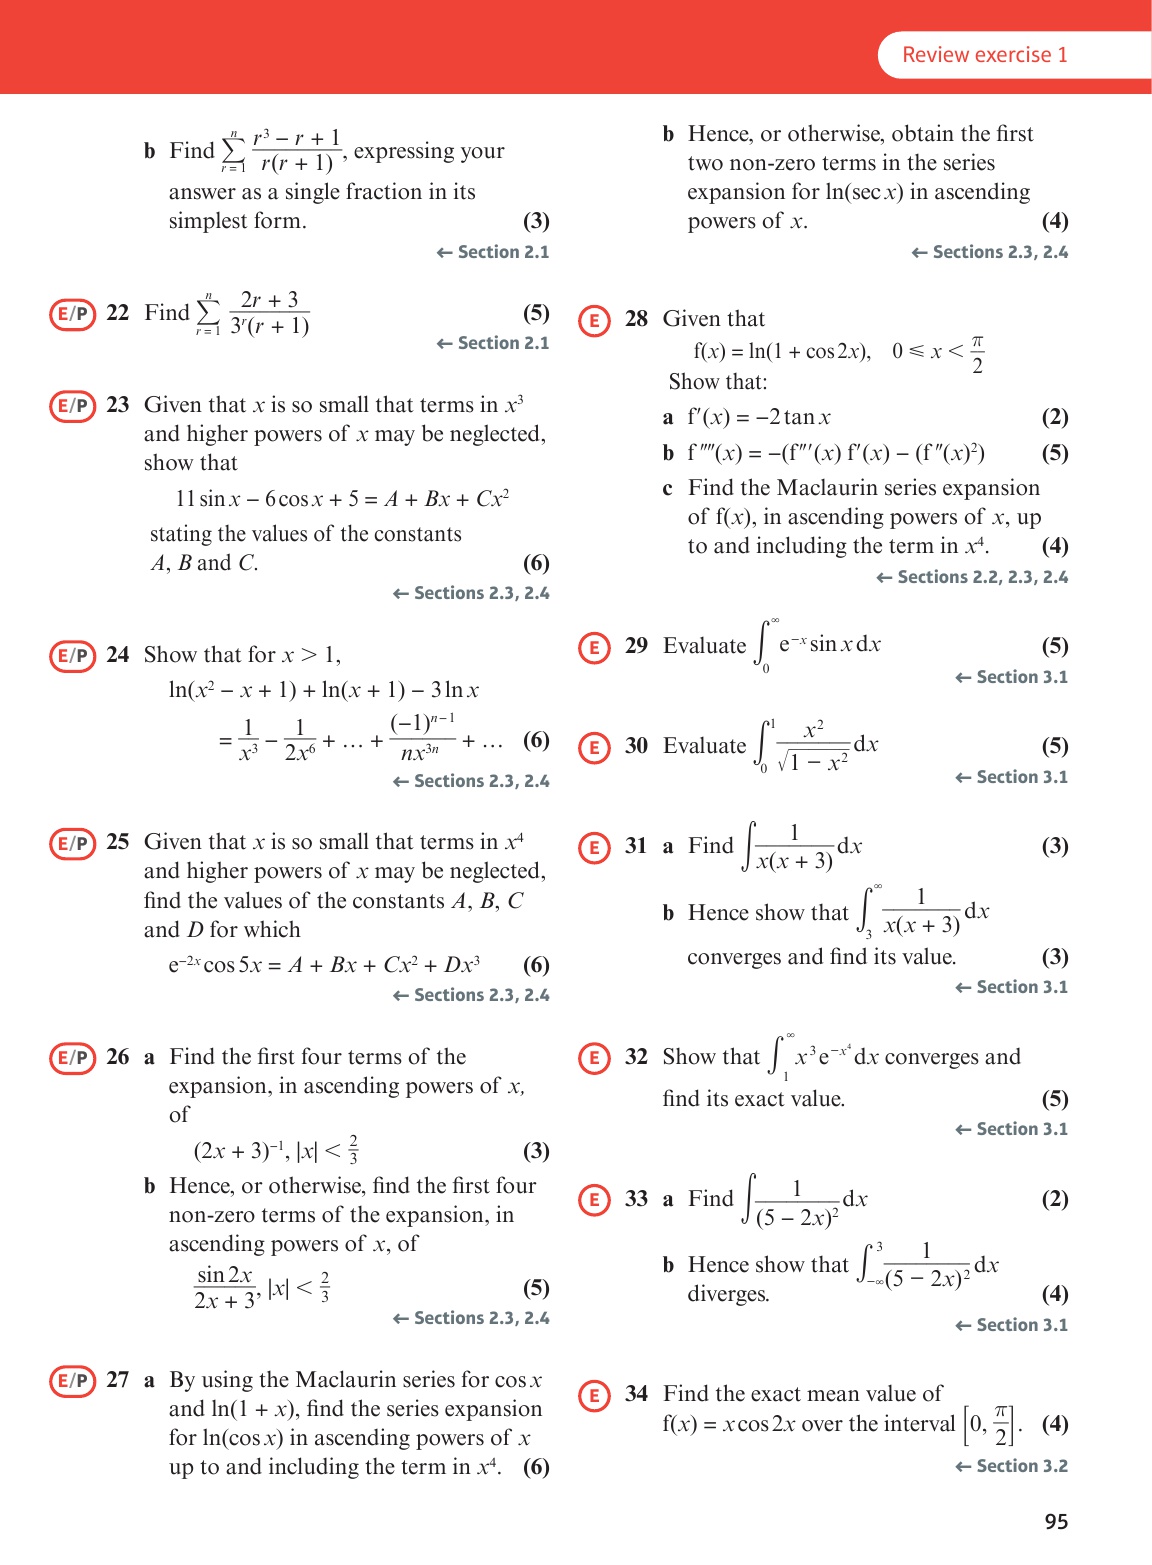 Review exercise 1
b Find $\sum_{r=1}^{n} \frac{r^3 - r + 1}{r(r + 1)}$, expressing your
answer as a single fraction in its
simplest form. (3)
← Section 2.1
E/P 22 Find $\sum_{r=1}^{n} \frac{2r + 3}{3^r(r + 1)}$ (5)
← Section 2.1
E/P 23 Given that x is so small that terms in x³
and higher powers of x may be neglected,
show that
11 sin x − 6 cos x + 5 = A + Bx + Cx²
stating the values of the constants
A, B and C. (6)
← Sections 2.3, 2.4
E/P 24 Show that for x > 1,
ln(x² − x + 1) + ln(x + 1) − 3 ln x
$= \frac{1}{x^3} - \frac{1}{2x^6} + \ldots + \frac{(-1)^{n-1}}{nx^{3n}} + \ldots$ (6)
← Sections 2.3, 2.4
E/P 25 Given that x is so small that terms in x⁴
and higher powers of x may be neglected,
find the values of the constants A, B, C
and D for which
e⁻²ˣ cos 5x = A + Bx + Cx² + Dx³ (6)
← Sections 2.3, 2.4
E/P 26 a Find the first four terms of the
expansion, in ascending powers of x,
of
$(2x + 3)^{-1}, |x| < \frac{2}{3}$ (3)
b Hence, or otherwise, find the first four
non-zero terms of the expansion, in
ascending powers of x, of
$\frac{\sin 2x}{2x + 3}, |x| < \frac{2}{3}$ (5)
← Sections 2.3, 2.4
E/P 27 a By using the Maclaurin series for cos x
and ln(1 + x), find the series expansion
for ln(cos x) in ascending powers of x
up to and including the term in x⁴. (6)
b Hence, or otherwise, obtain the first
two non-zero terms in the series
expansion for ln(sec x) in ascending
powers of x. (4)
← Sections 2.3, 2.4
E 28 Given that
$f(x) = \ln(1 + \cos 2x), \quad 0 \leqslant x < \frac{\pi}{2}$
Show that:
a f′(x) = −2 tan x (2)
b f′′′′(x) = −(f′′′(x) f′(x) − (f′′(x)²) (5)
c Find the Maclaurin series expansion
of f(x), in ascending powers of x, up
to and including the term in x⁴. (4)
← Sections 2.2, 2.3, 2.4
E 29 Evaluate $\int_{0}^{\infty} e^{-x} \sin x \, dx$ (5)
← Section 3.1
E 30 Evaluate $\int_{0}^{1} \frac{x^2}{\sqrt{1 - x^2}} dx$ (5)
← Section 3.1
E 31 a Find $\int \frac{1}{x(x + 3)} dx$ (3)
b Hence show that $\int_{3}^{\infty} \frac{1}{x(x + 3)} dx$
converges and find its value. (3)
← Section 3.1
E 32 Show that $\int_{1}^{\infty} x^3 e^{-x^4} dx$ converges and
find its exact value. (5)
← Section 3.1
E 33 a Find $\int \frac{1}{(5 - 2x)^2} dx$ (2)
b Hence show that $\int_{-\infty}^{3} \frac{1}{(5 - 2x)^2} dx$
diverges. (4)
← Section 3.1
E 34 Find the exact mean value of
f(x) = x cos 2x over the interval $\left[0, \frac{\pi}{2}\right]$. (4)
← Section 3.2
95